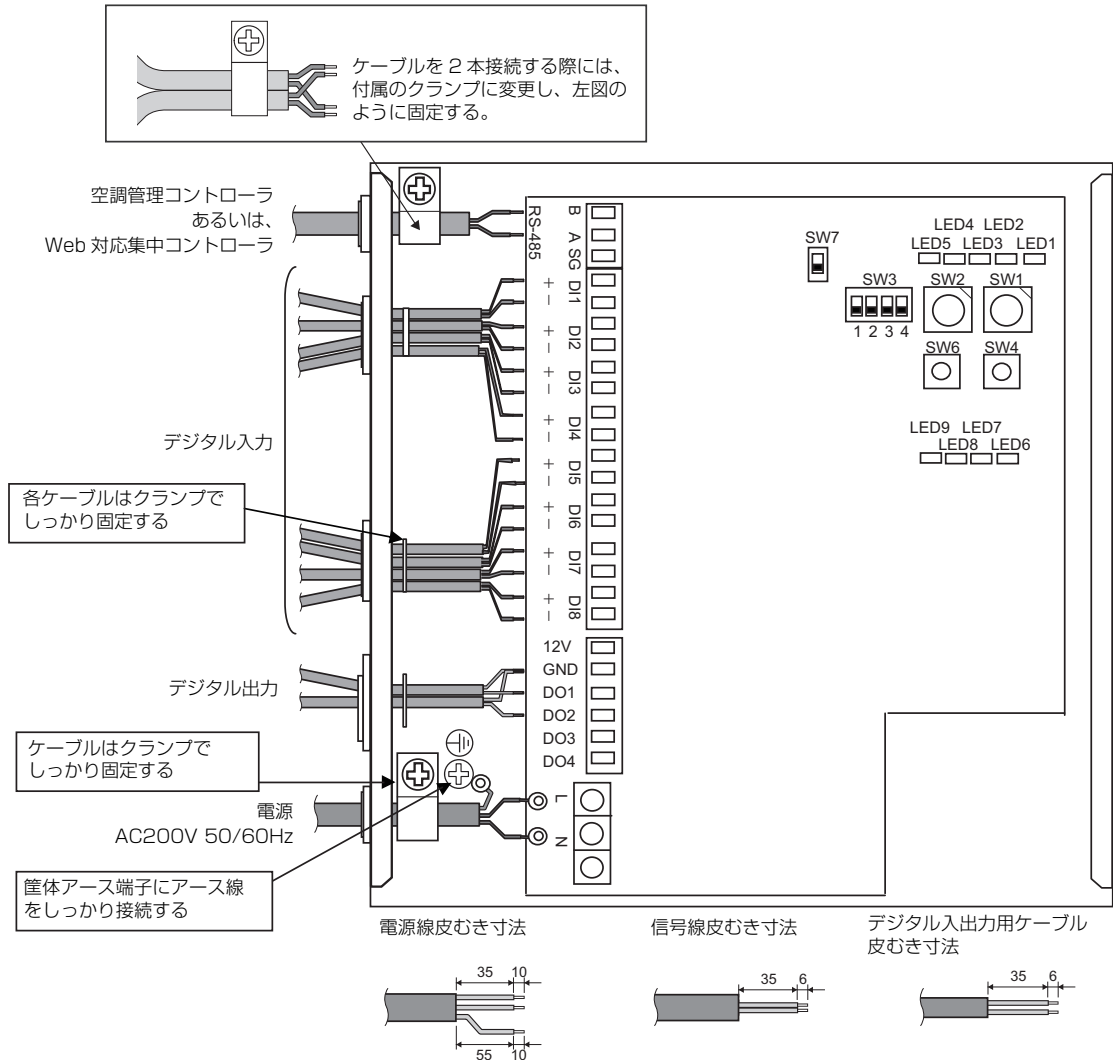 ケーブルを 2 本接続する際には、
付属のクランプに変更し、左図の
ように固定する。
空調管理コントローラ
あるいは、
Web 対応集中コントローラ
デジタル入力
各ケーブルはクランプで
しっかり固定する
デジタル出力
ケーブルはクランプで
しっかり固定する
電源
AC200V 50/60Hz
筐体アース端子にアース線
をしっかり接続する
RS-485
B
A
SG
+
−
DI1
+
−
DI2
+
−
DI3
+
−
DI4
+
−
DI5
+
−
DI6
+
−
DI7
+
−
DI8
12V
GND
DO1
DO2
DO3
DO4
L
N
SW7
LED4 LED2
LED5 LED3 LED1
SW3
SW2
SW1
1 2 3 4
SW6
SW4
LED9 LED7
LED8 LED6
電源線皮むき寸法
35
10
55
10
信号線皮むき寸法
35
6
デジタル入出力用ケーブル
皮むき寸法
35
6